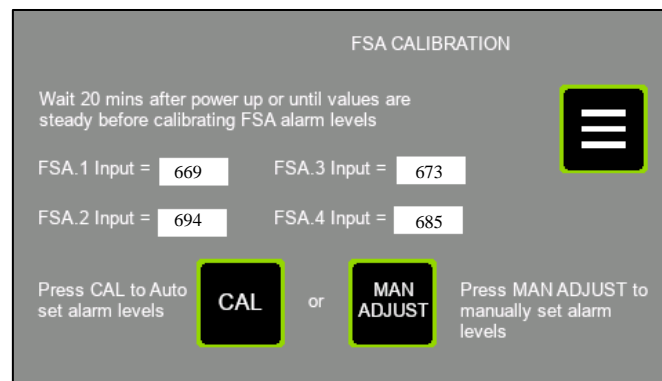 FSA CALIBRATION
Wait 20 mins after power up or until values are
steady before calibrating FSA alarm levels
FSA.1 Input = 669 FSA.3 Input = 673
FSA.2 Input = 694 FSA.4 Input = 685
Press CAL to Auto
set alarm levels
CAL
or
MAN
ADJUST
Press MAN ADJUST to
manually set alarm
levels